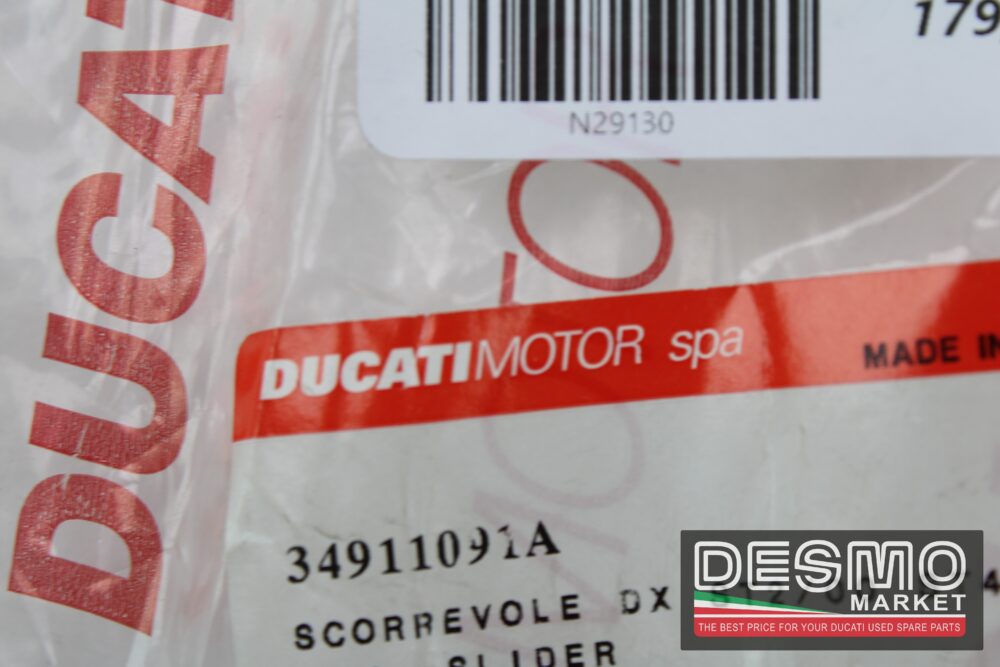 179
N29130
DUCAT
DUCATIMOTOR spa
MADE IN
34911091A
SCORREVOLE DX
SLIDER
DESMO
MARKET
THE BEST PRICE FOR YOUR DUCATI USED SPARE PARTS